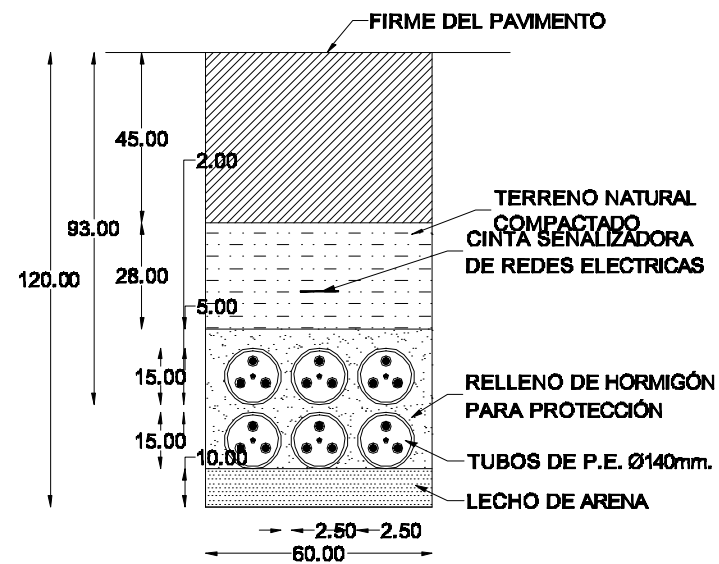 FIRME DEL PAVIMENTO
45.00
2.00
TERRENO NATURAL
COMPACTADO
93.00
CINTA SEÑALIZADORA
DE REDES ELECTRICAS
120.00
28.00
5.00
15.00
RELLENO DE HORMIGÓN
PARA PROTECCIÓN
15.00
10.00
TUBOS DE P.E. Ø140mm.
LECHO DE ARENA
2.50
2.50
60.00